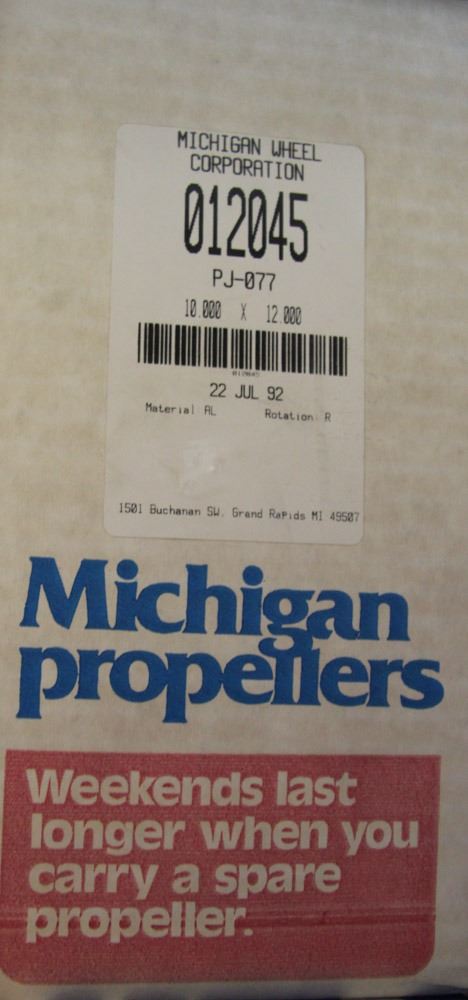 MICHIGAN WHEEL
CORPORATION
012045
PJ-077
10.000 X 12.000
012045
22 JUL 92
Material AL Rotation R
1501 Buchanan SW. Grand Rapids MI 49507
Michigan
propellers
Weekends last
longer when you
carry a spare
propeller.